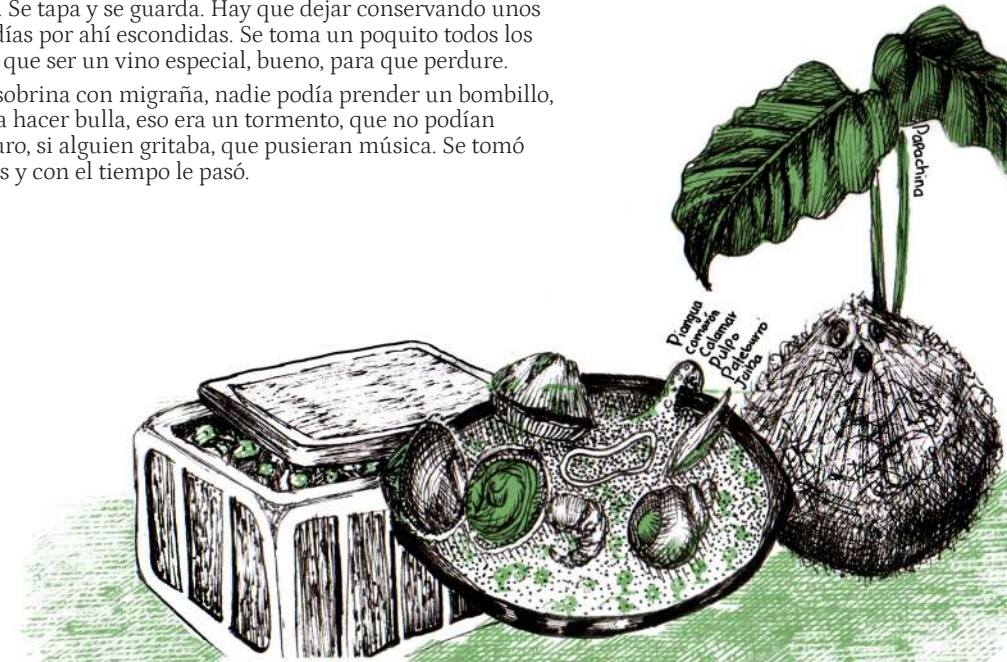 . Se tapa y se guarda. Hay que dejar conservando unos
días por ahí escondidas. Se toma un poquito todos los
que ser un vino especial, bueno, para que perdure.
sobrina con migraña, nadie podía prender un bombillo,
a hacer bulla, eso era un tormento, que no podían
uro, si alguien gritaba, que pusieran música. Se tomó
s y con el tiempo le pasó.
Papachina
Piangua
Camarón
Calamar
Pulpo
Pateburro
Jaiba